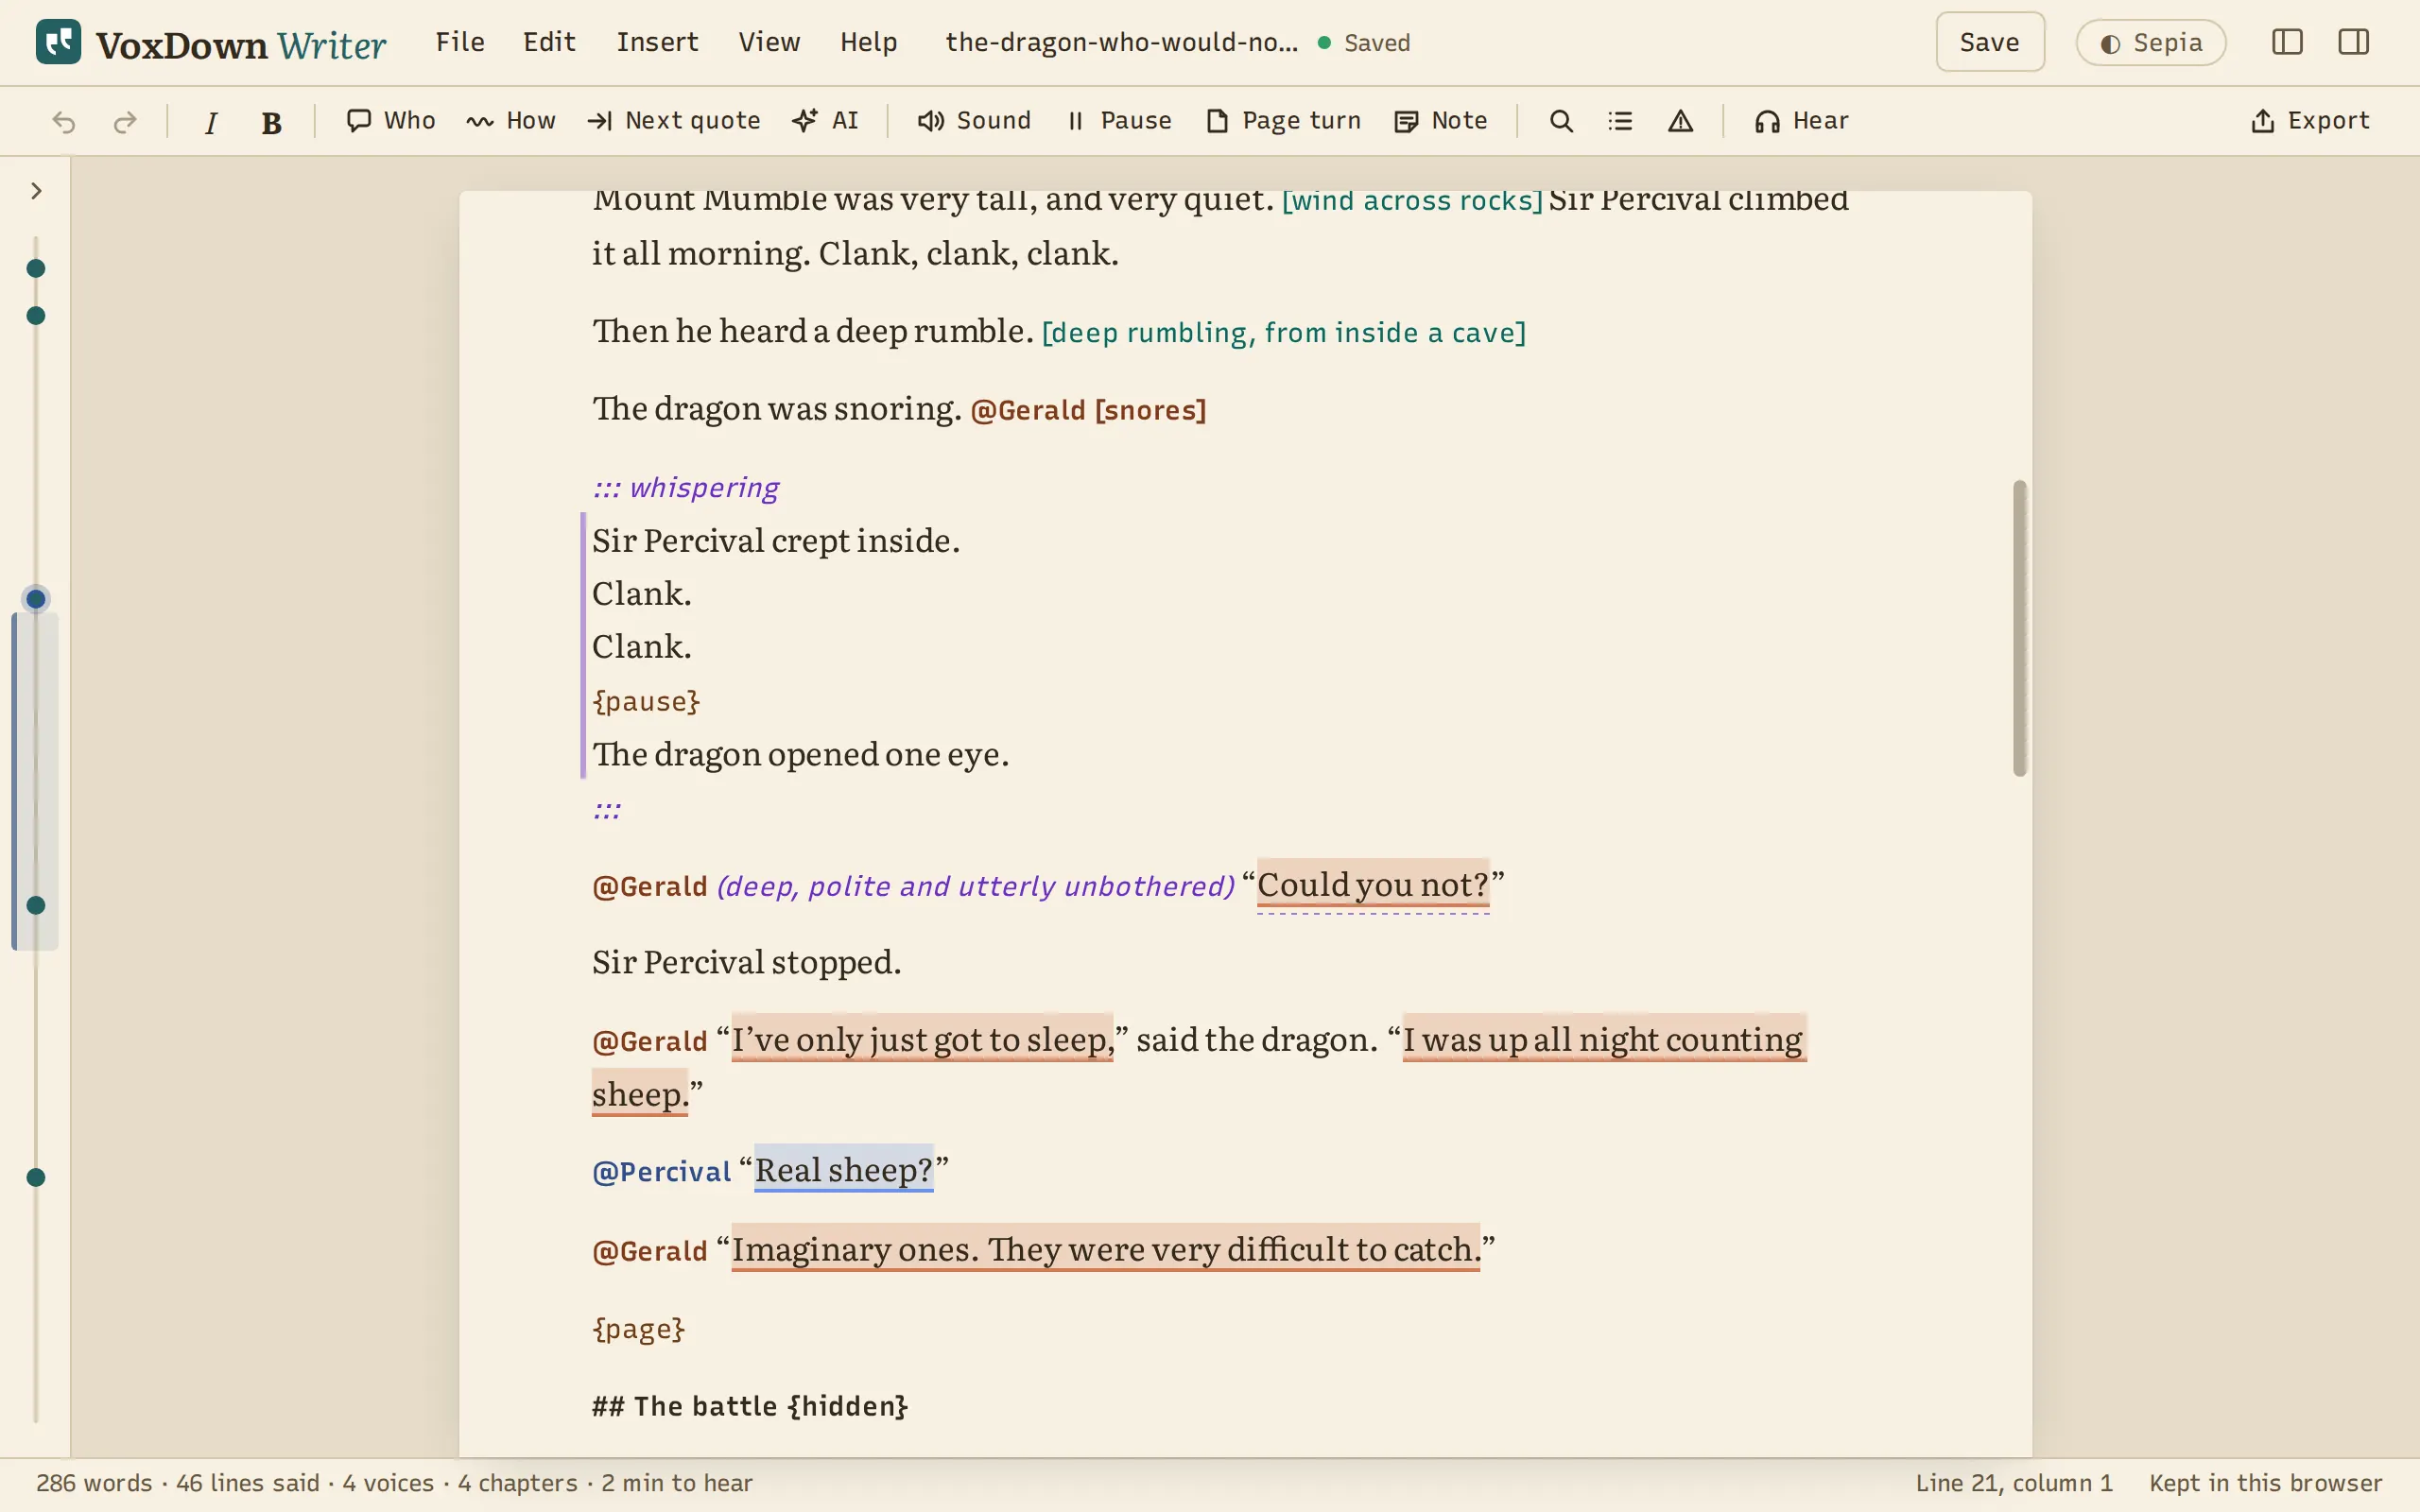 VoxDown Writer File Edit Insert View Help the-dragon-who-would-no... Saved Save Sepia
I B Who How Next quote AI Sound Pause Page turn Note Hear Export
Mount Mumble was very tall, and very quiet. [wind across rocks] Sir Percival climbed
it all morning. Clank, clank, clank.
Then he heard a deep rumble. [deep rumbling, from inside a cave]
The dragon was snoring. @Gerald [snores]
::: whispering
Sir Percival crept inside.
Clank.
Clank.
{pause}
The dragon opened one eye.
:::
@Gerald (deep, polite and utterly unbothered) “Could you not?”
Sir Percival stopped.
@Gerald “I’ve only just got to sleep,” said the dragon. “I was up all night counting
sheep.”
@Percival “Real sheep?”
@Gerald “Imaginary ones. They were very difficult to catch.”
{page}
## The battle {hidden}
286 words · 46 lines said · 4 voices · 4 chapters · 2 min to hear Line 21, column 1 Kept in this browser